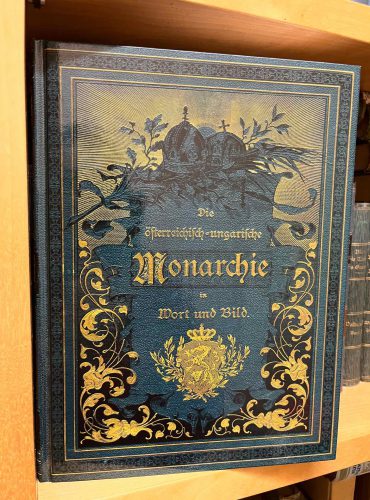 Die
österreichisch-ungarische
Monarchie
in
Wort und Bild.